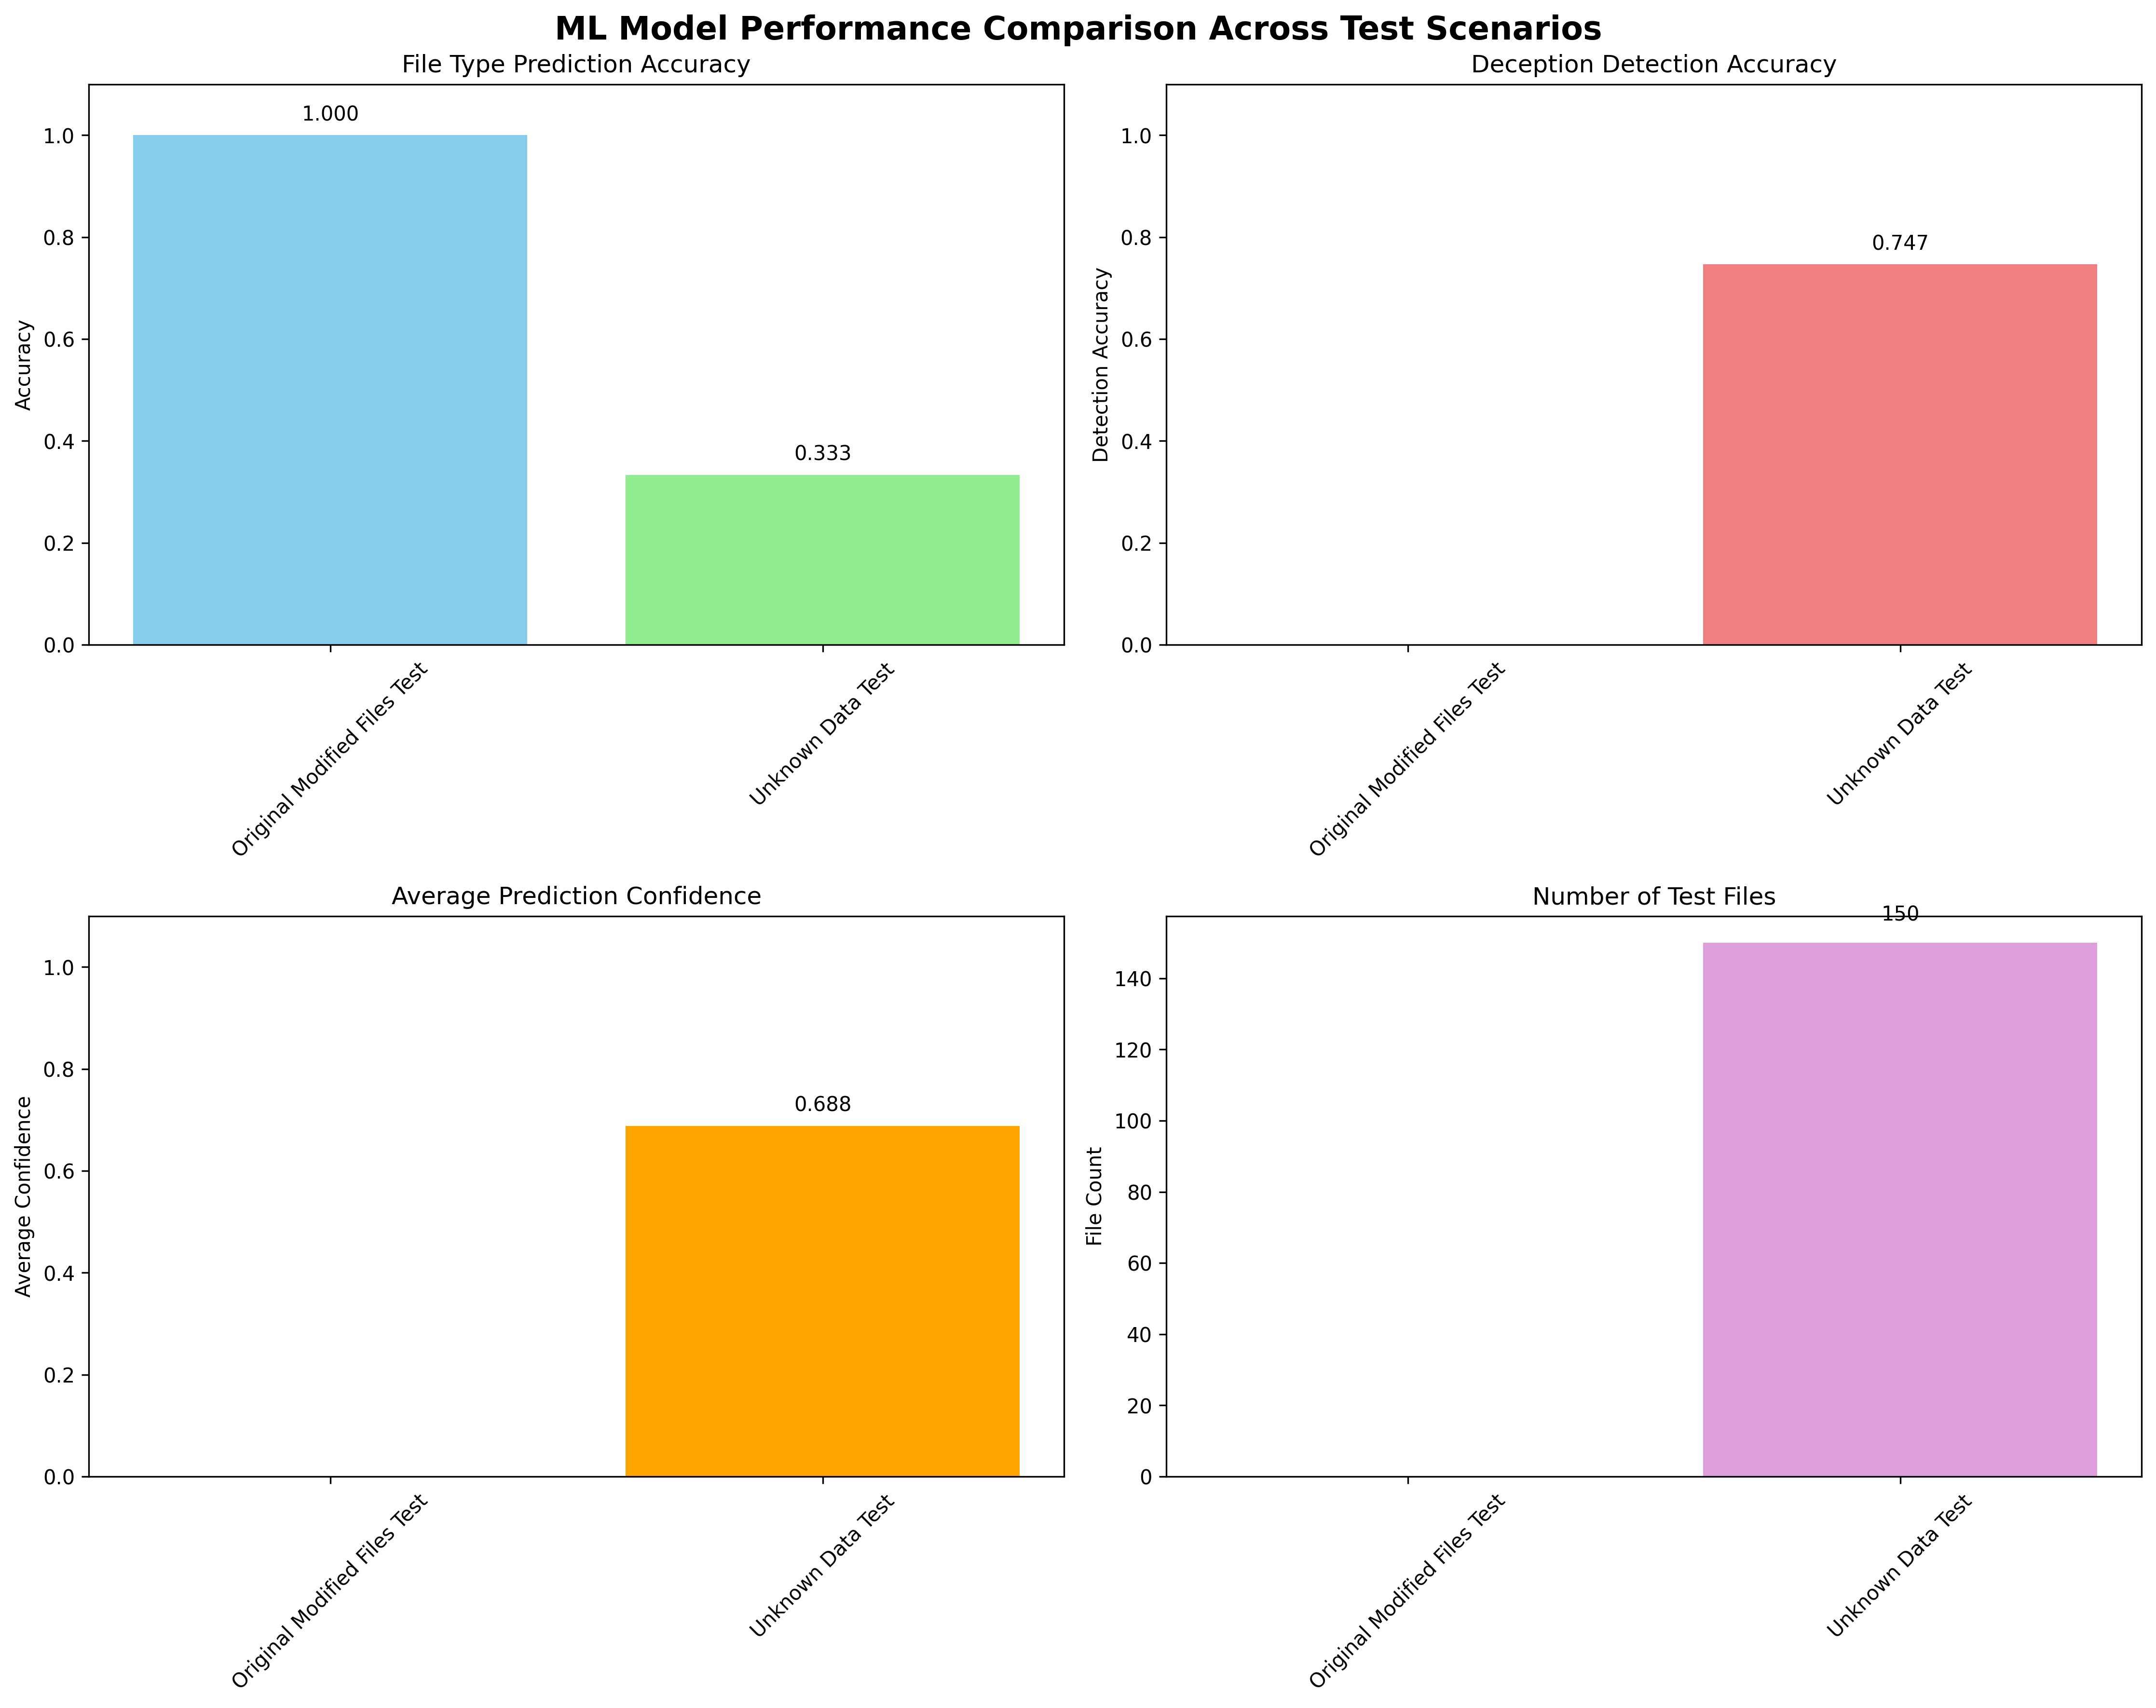 ML Model Performance Comparison Across Test Scenarios
File Type Prediction Accuracy
Accuracy
1.0
0.8
0.6
0.4
0.2
0.0
1.000
0.333
Original Modified Files Test
Unknown Data Test
Deception Detection Accuracy
Detection Accuracy
1.0
0.8
0.6
0.4
0.2
0.0
0.747
Original Modified Files Test
Unknown Data Test
Average Prediction Confidence
Average Confidence
1.0
0.8
0.6
0.4
0.2
0.0
0.688
Original Modified Files Test
Unknown Data Test
Number of Test Files
File Count
150
140
120
100
80
60
40
20
0
Original Modified Files Test
Unknown Data Test